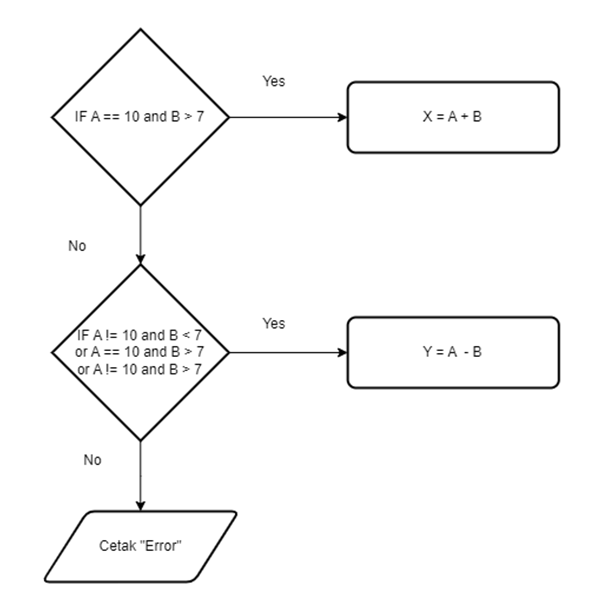 Yes
IF A == 10 and B > 7
X = A + B
No
Yes
IF A != 10 and B < 7
or A == 10 and B > 7
or A != 10 and B > 7
Y = A - B
No
Cetak "Error"